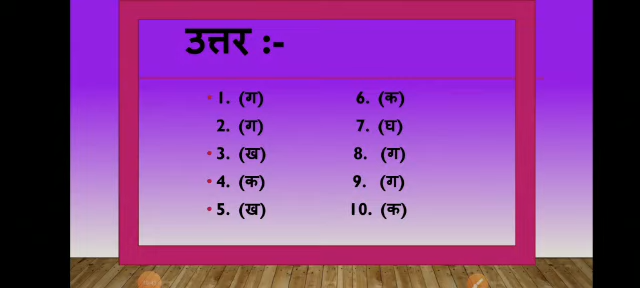 उत्तर :-
• 1. (ग)
2. (ग)
• 3. (ख)
• 4. (क)
• 5. (ख)
6. (क)
7. (घ)
8. (ग)
9. (ग)
10. (क)